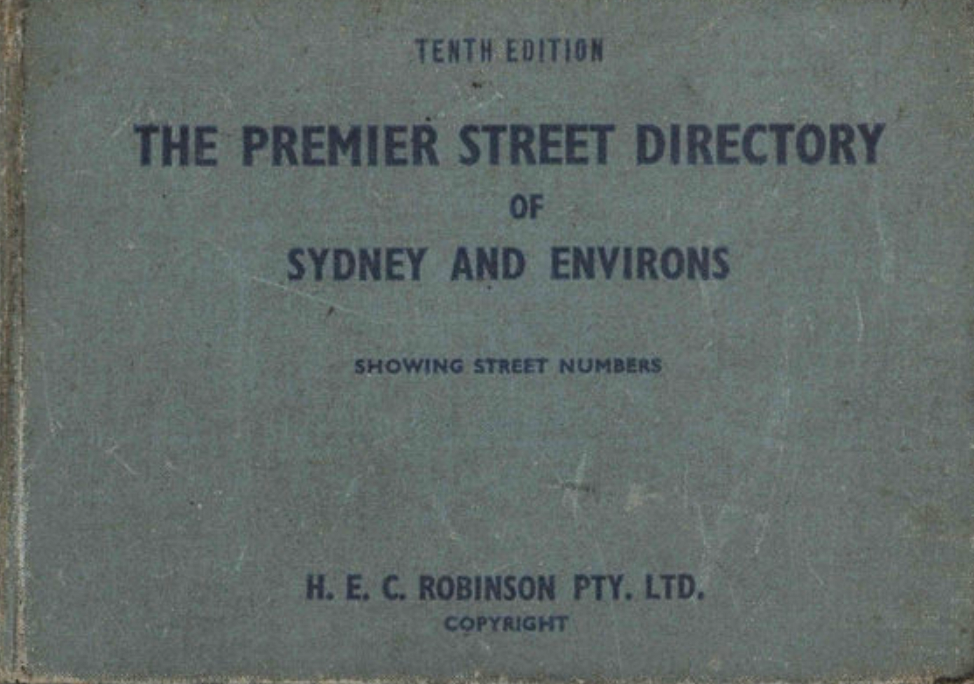 TENTH EDITION
THE PREMIER STREET DIRECTORY
OF
SYDNEY AND ENVIRONS
SHOWING STREET NUMBERS
H. E. C. ROBINSON PTY. LTD.
COPYRIGHT